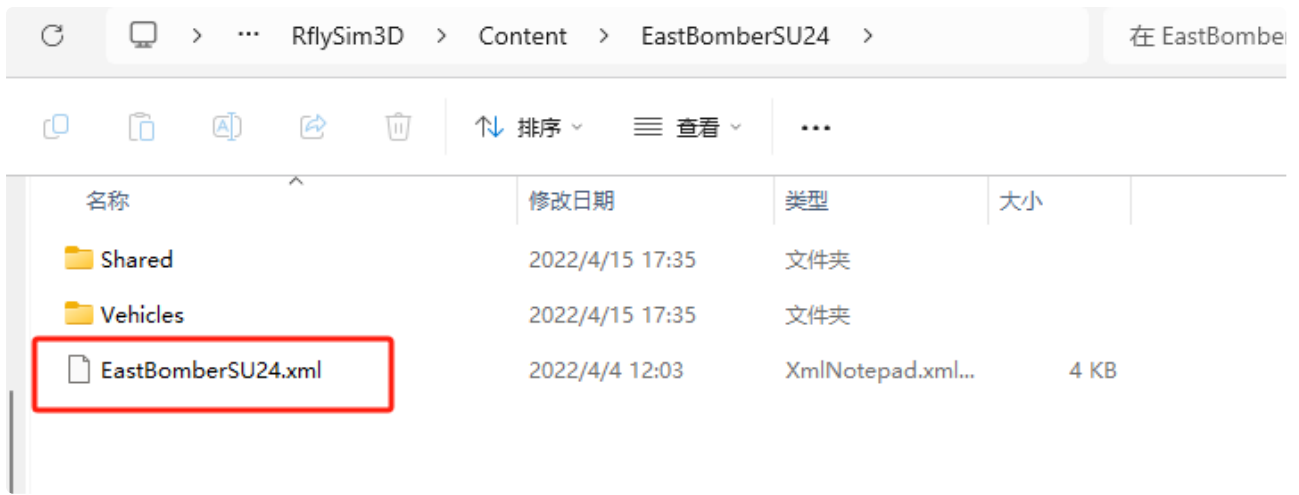 RflySim3D > Content > EastBomberSU24 > 在 EastBombe
排序 查看
名称 修改日期 类型 大小
Shared 2022/4/15 17:35 文件夹
Vehicles 2022/4/15 17:35 文件夹
EastBomberSU24.xml 2022/4/4 12:03 XmlNotepad.xml... 4 KB